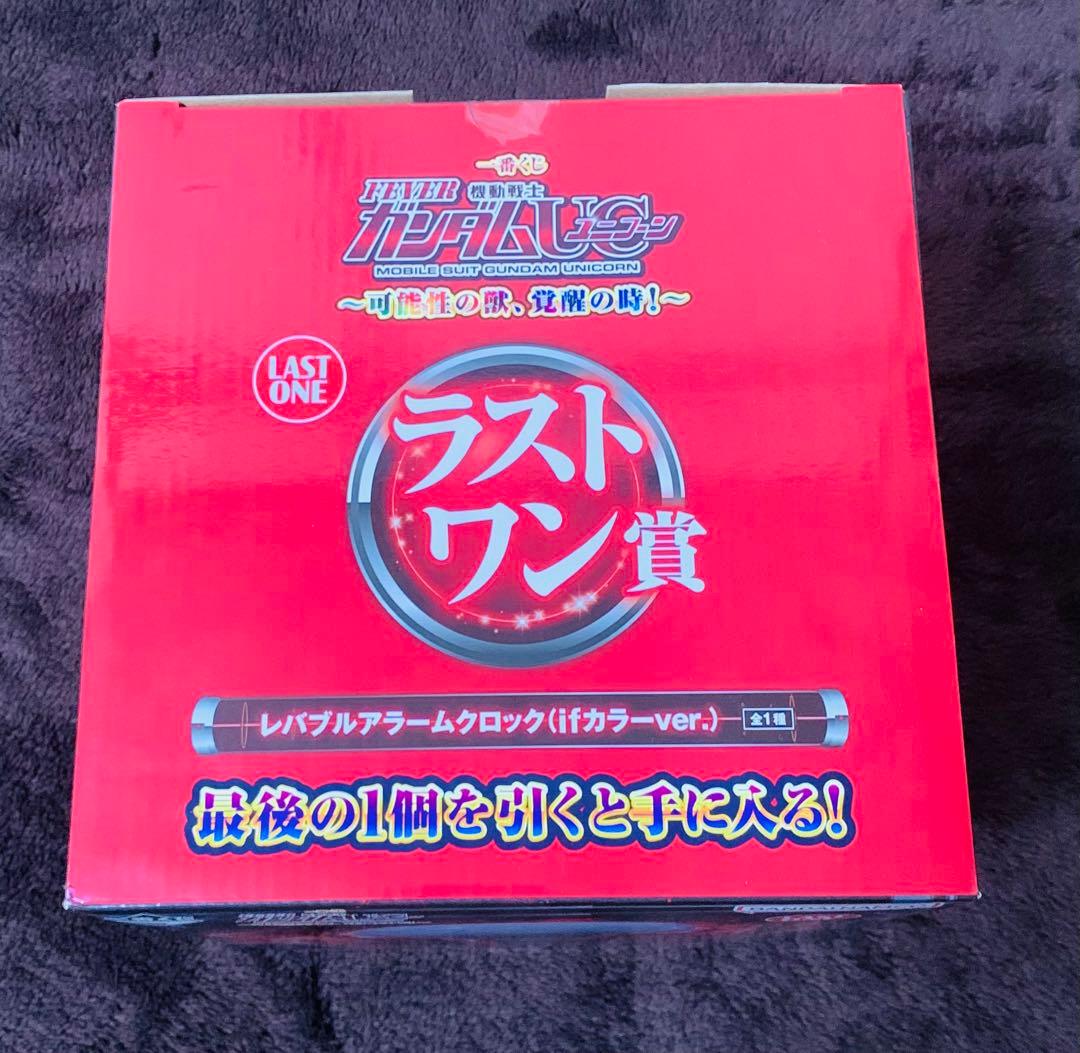 一番くじ
FEVER 機動戦士
ガンダムUC
ユニコーン
MOBILE SUIT GUNDAM UNICORN
～可能性の獣、覚醒の時！～
LAST
ONE
ラスト
ワン賞
レバブルアラームクロック（ifカラーver.） 全1種
最後の1個を引くと手に入る！